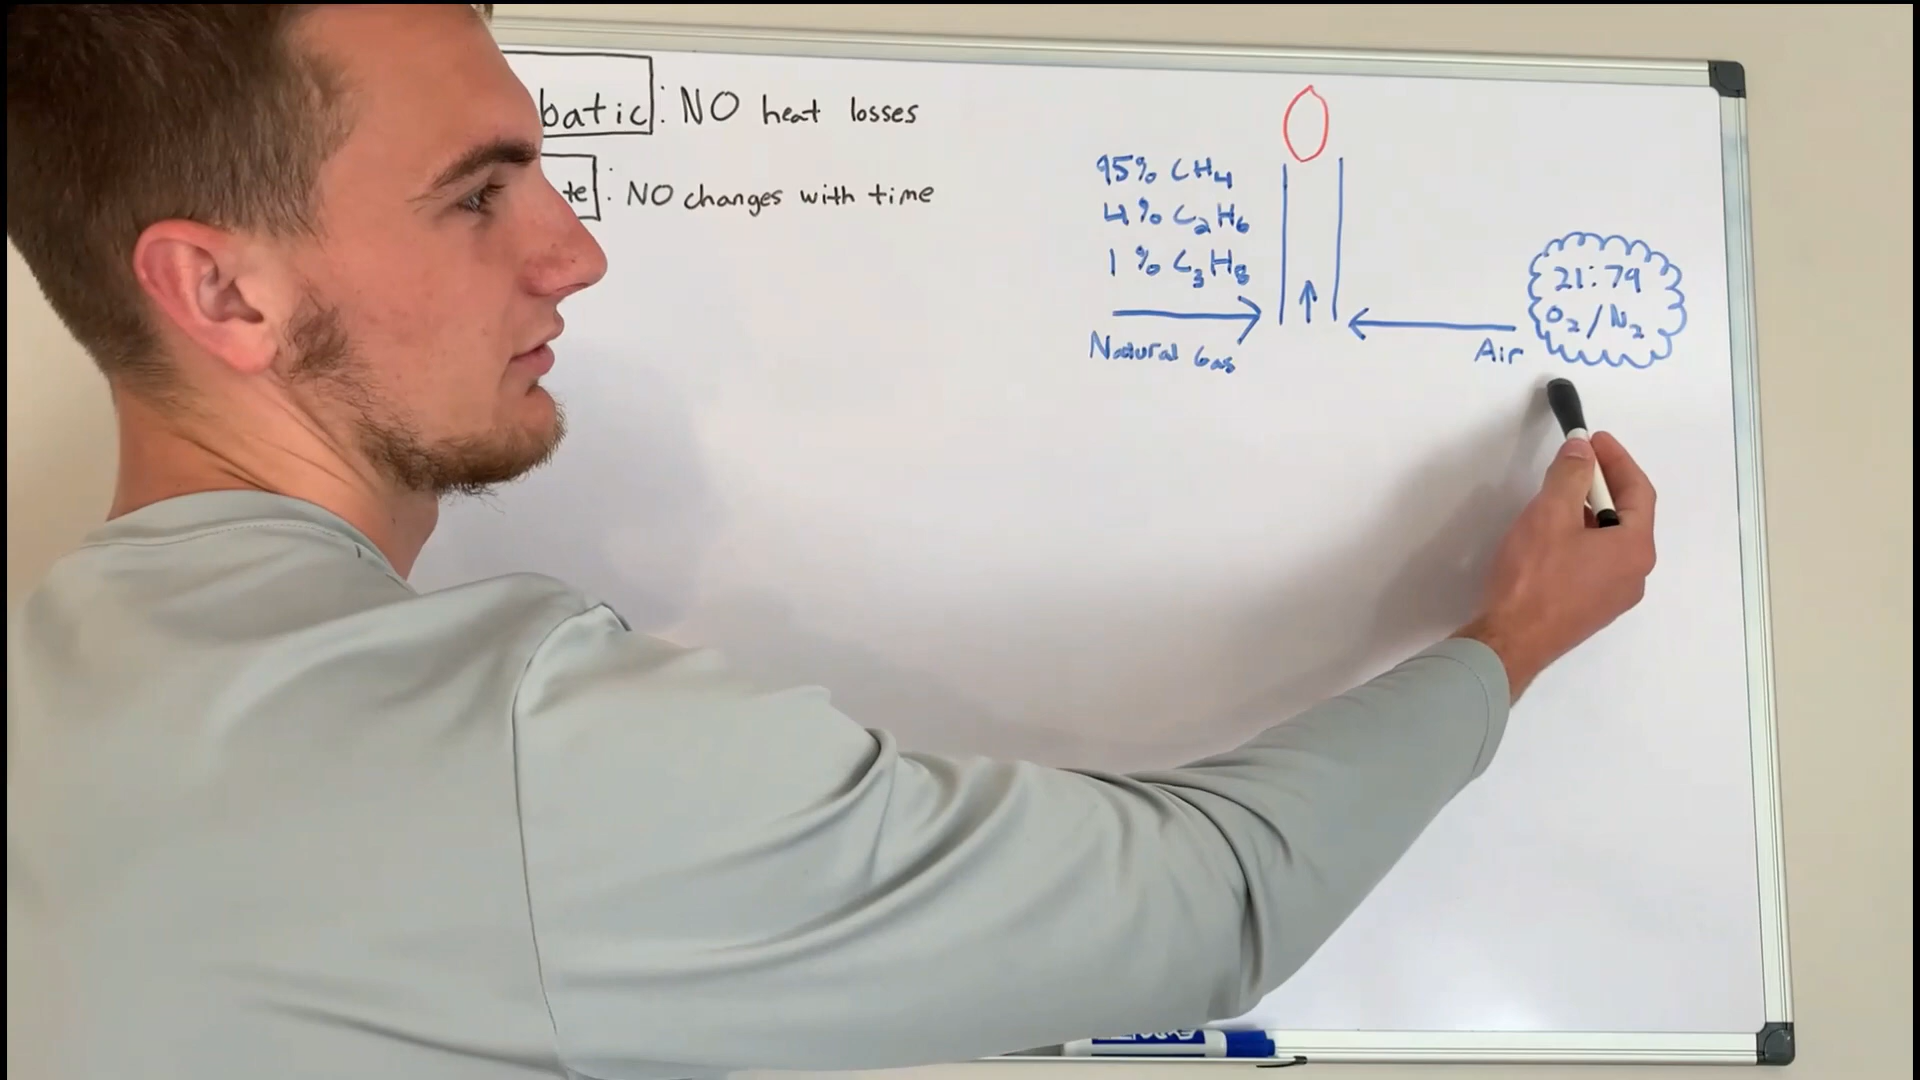 batic : NO heat losses
te : NO changes with time
95% CH4
4% C2H6
1% C3H8
Natural Gas
21:79
O2/N2
Air
EXPO